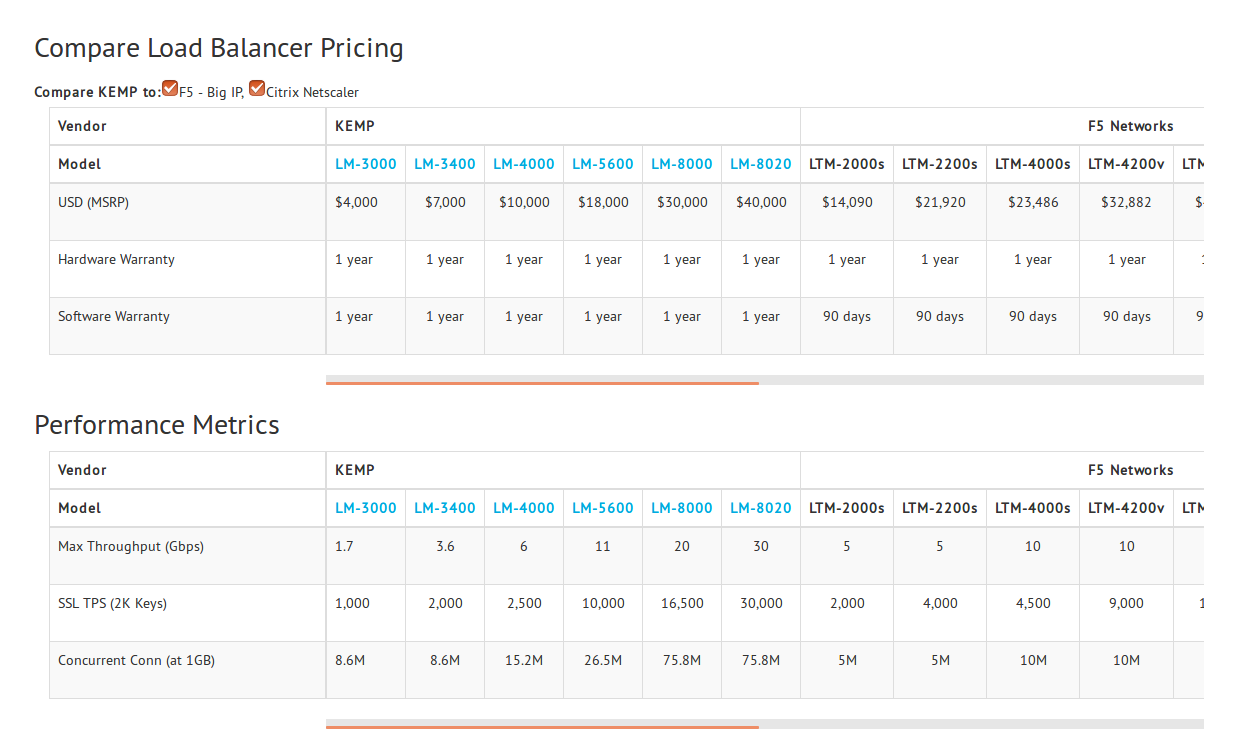 Compare Load Balancer Pricing
Compare KEMP to: F5 - Big IP, Citrix Netscaler
Vendor KEMP F5 Networks
Model LM-3000 LM-3400 LM-4000 LM-5600 LM-8000 LM-8020 LTM-2000s LTM-2200s LTM-4000s LTM-4200v LTM
USD (MSRP) $4,000 $7,000 $10,000 $18,000 $30,000 $40,000 $14,090 $21,920 $23,486 $32,882 $
Hardware Warranty 1 year 1 year 1 year 1 year 1 year 1 year 1 year 1 year 1 year 1 year
Software Warranty 1 year 1 year 1 year 1 year 1 year 1 year 90 days 90 days 90 days 90 days 9
Performance Metrics
Vendor KEMP F5 Networks
Model LM-3000 LM-3400 LM-4000 LM-5600 LM-8000 LM-8020 LTM-2000s LTM-2200s LTM-4000s LTM-4200v LTM
Max Throughput (Gbps) 1.7 3.6 6 11 20 30 5 5 10 10
SSL TPS (2K Keys) 1,000 2,000 2,500 10,000 16,500 30,000 2,000 4,000 4,500 9,000 1
Concurrent Conn (at 1GB) 8.6M 8.6M 15.2M 26.5M 75.8M 75.8M 5M 5M 10M 10M